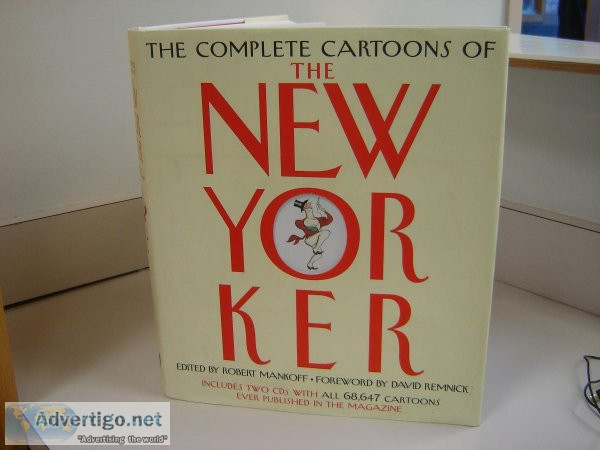 THE COMPLETE CARTOONS OF
THE
NEW
YOR
KER
EDITED BY ROBERT MANKOFF • FOREWORD BY DAVID REMNICK
INCLUDES TWO CDs WITH ALL 68,647 CARTOONS
EVER PUBLISHED IN THE MAGAZINE
Advertigo.net
"Advertising the world"